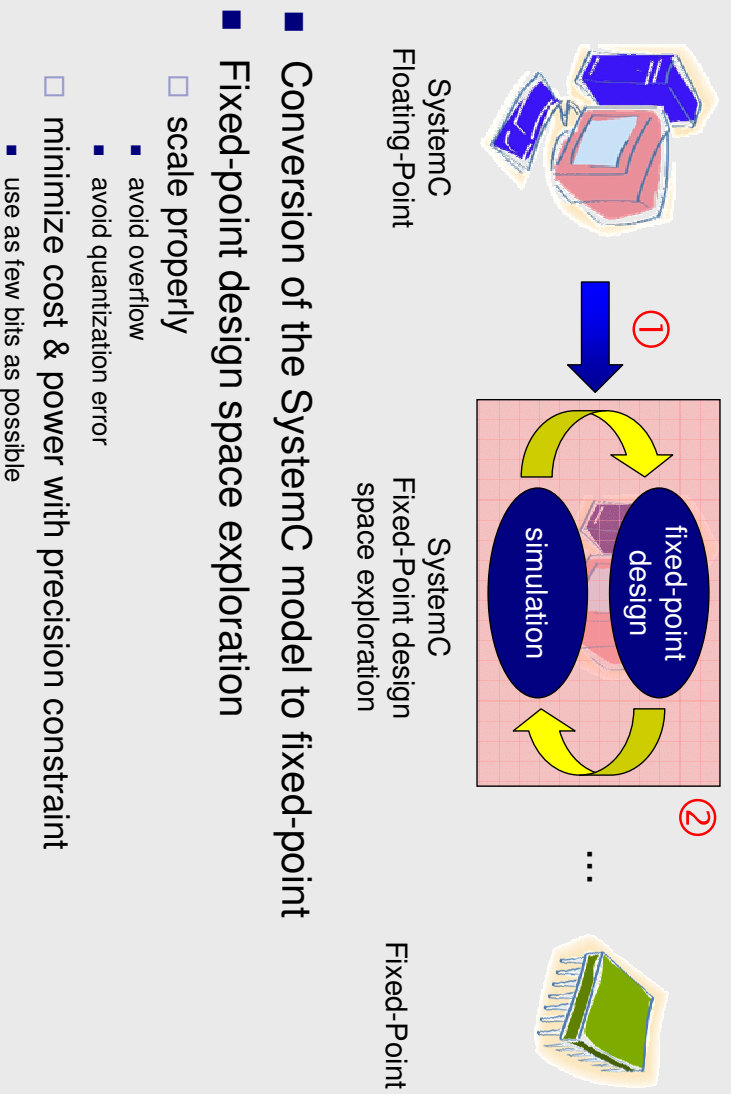 ①
②
fixed-point
design
simulation
...
SystemC
Floating-Point
SystemC
Fixed-Point design
space exploration
Fixed-Point
Conversion of the SystemC model to fixed-point
Fixed-point design space exploration
scale properly
avoid overflow
avoid quantization error
minimize cost & power with precision constraint
use as few bits as possible